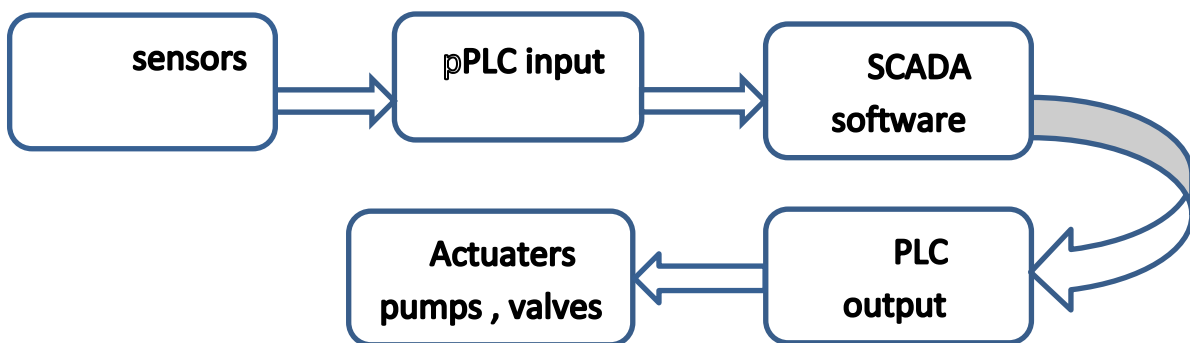 sensors
pPLC input
SCADA
software
Actuaters
pumps , valves
PLC
output